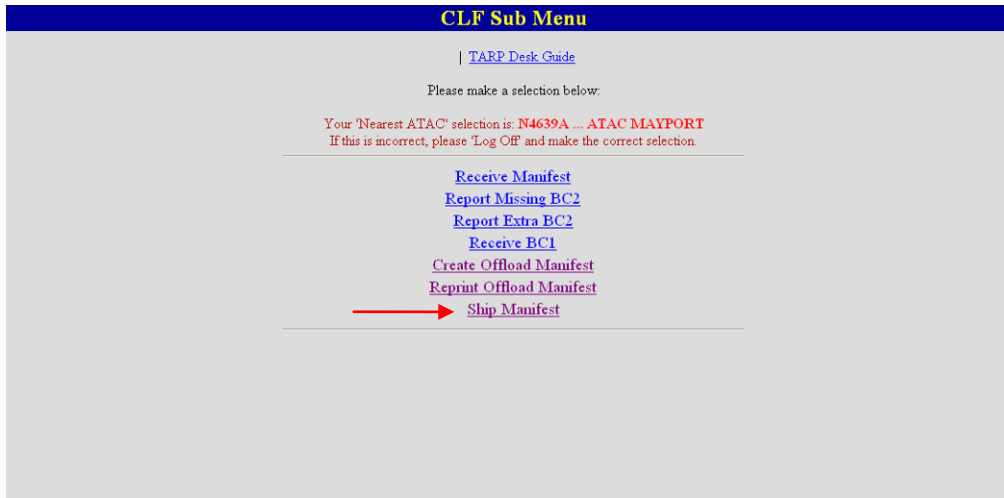 CLF Sub Menu
| TARP Desk Guide
Please make a selection below:
Your 'Nearest ATAC' selection is: N4639A ... ATAC MAYPORT
If this is incorrect, please 'Log Off' and make the correct selection.
Receive Manifest
Report Missing BC2
Report Extra BC2
Receive BC1
Create Offload Manifest
Reprint Offload Manifest
Ship Manifest